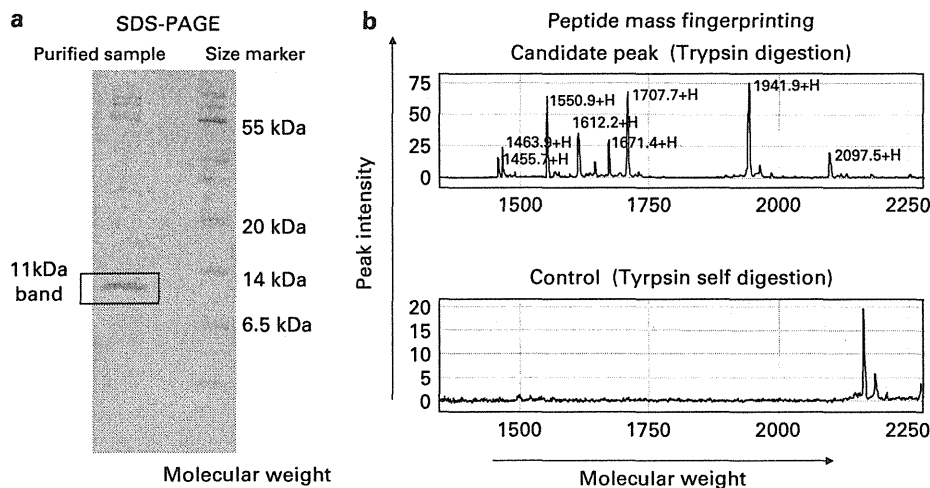 a
SDS-PAGE
Purified sample
Size marker
55 kDa
20 kDa
14 kDa
6.5 kDa
11kDa
band
Molecular weight
b
Peptide mass fingerprinting
Candidate peak (Trypsin digestion)
Peak intensity
75
50
25
0
1463.9+H
1455.7+H
1550.9+H
1612.2+H
1671.4+H
1707.7+H
1941.9+H
2097.5+H
1500 1750 2000 2250
Control (Tyrpsin self digestion)
20
15
10
5
0
1500 1750 2000 2250
Molecular weight